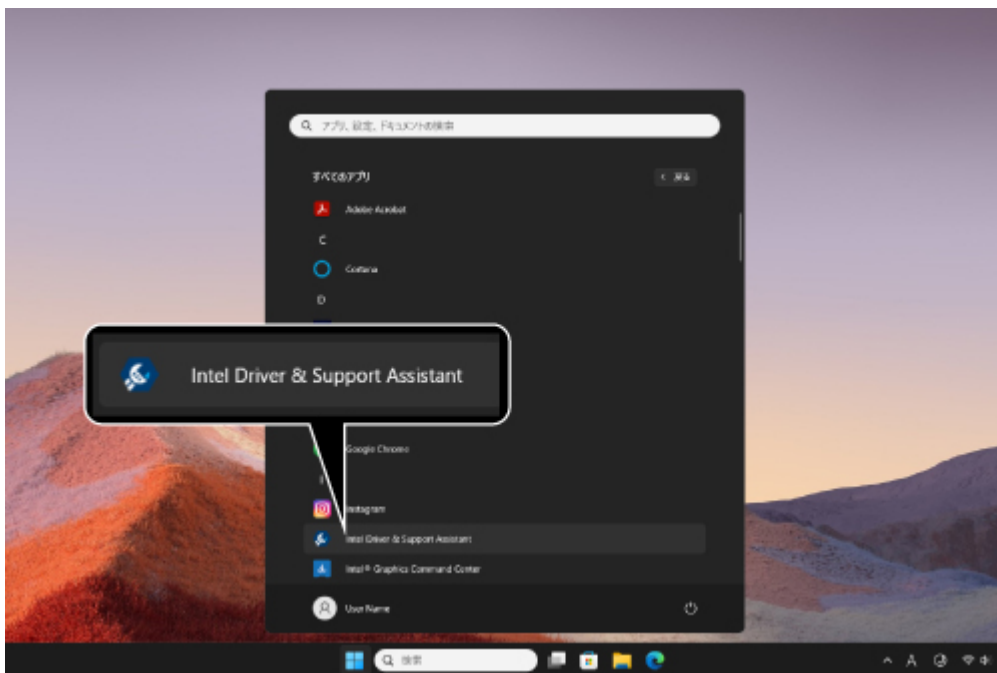 アプリ、設定、ドキュメントの検索
すべてのアプリ
< 戻る
Adobe Acrobat
C
Cortana
D
Intel Driver & Support Assistant
Google Chrome
I
Instagram
Intel Driver & Support Assistant
Intel® Graphics Command Center
User Name
検索
A